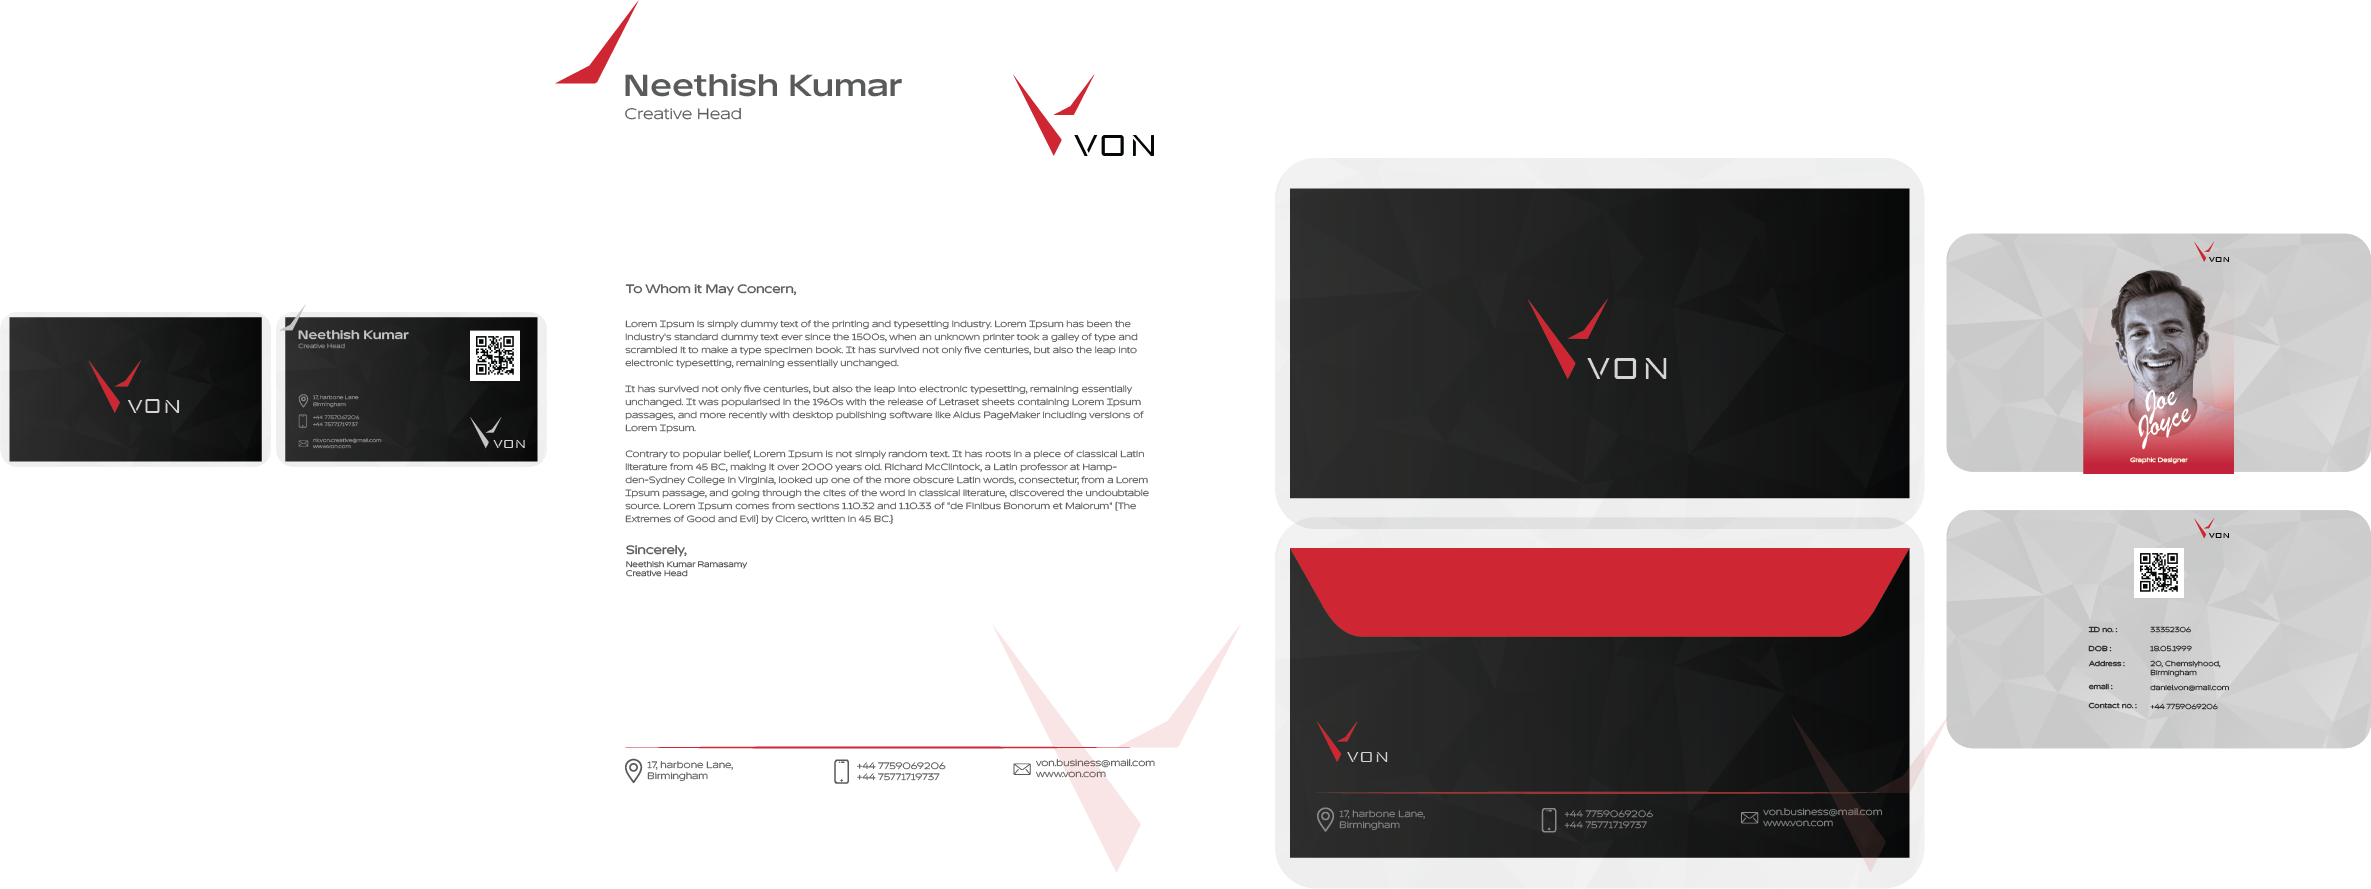 VON
Neethish Kumar
Creative Head
17, harbone Lane
Birmingham
+44 7757067206
+44 75771719737
nk.von.creative@mail.com
www.von.com
VON
Neethish Kumar
Creative Head
VON
To Whom it May Concern,
Lorem Ipsum is simply dummy text of the printing and typesetting industry. Lorem Ipsum has been the
industry's standard dummy text ever since the 1500s, when an unknown printer took a galley of type and
scrambled it to make a type specimen book. It has survived not only five centuries, but also the leap into
electronic typesetting, remaining essentially unchanged.
It has survived not only five centuries, but also the leap into electronic typesetting, remaining essentially
unchanged. It was popularised in the 1960s with the release of Letraset sheets containing Lorem Ipsum
passages, and more recently with desktop publishing software like Aldus PageMaker including versions of
Lorem Ipsum.
Contrary to popular belief, Lorem Ipsum is not simply random text. It has roots in a piece of classical Latin
literature from 45 BC, making it over 2000 years old. Richard McClintock, a Latin professor at Hamp-
den-Sydney College in Virginia, looked up one of the more obscure Latin words, consectetur, from a Lorem
Ipsum passage, and going through the cites of the word in classical literature, discovered the undoubtable
source. Lorem Ipsum comes from sections 1.10.32 and 1.10.33 of "de Finibus Bonorum et Malorum" (The
Extremes of Good and Evil) by Cicero, written in 45 BC.)
Sincerely,
Neethish Kumar Ramasamy
Creative Head
17, harbone Lane,
Birmingham
+44 7759069206
+44 75771719737
von.business@mail.com
www.von.com
VON
VON
17, harbone Lane,
Birmingham
+44 7759069206
+44 75771719737
von.business@mail.com
www.von.com
VON
Joe
Joyce
Graphic Designer
VON
ID no. : 33352306
DOB : 18.05.1999
Address : 20, Chemslyhood,
Birmingham
email : daniel.von@mail.com
Contact no. : +44 7759069206